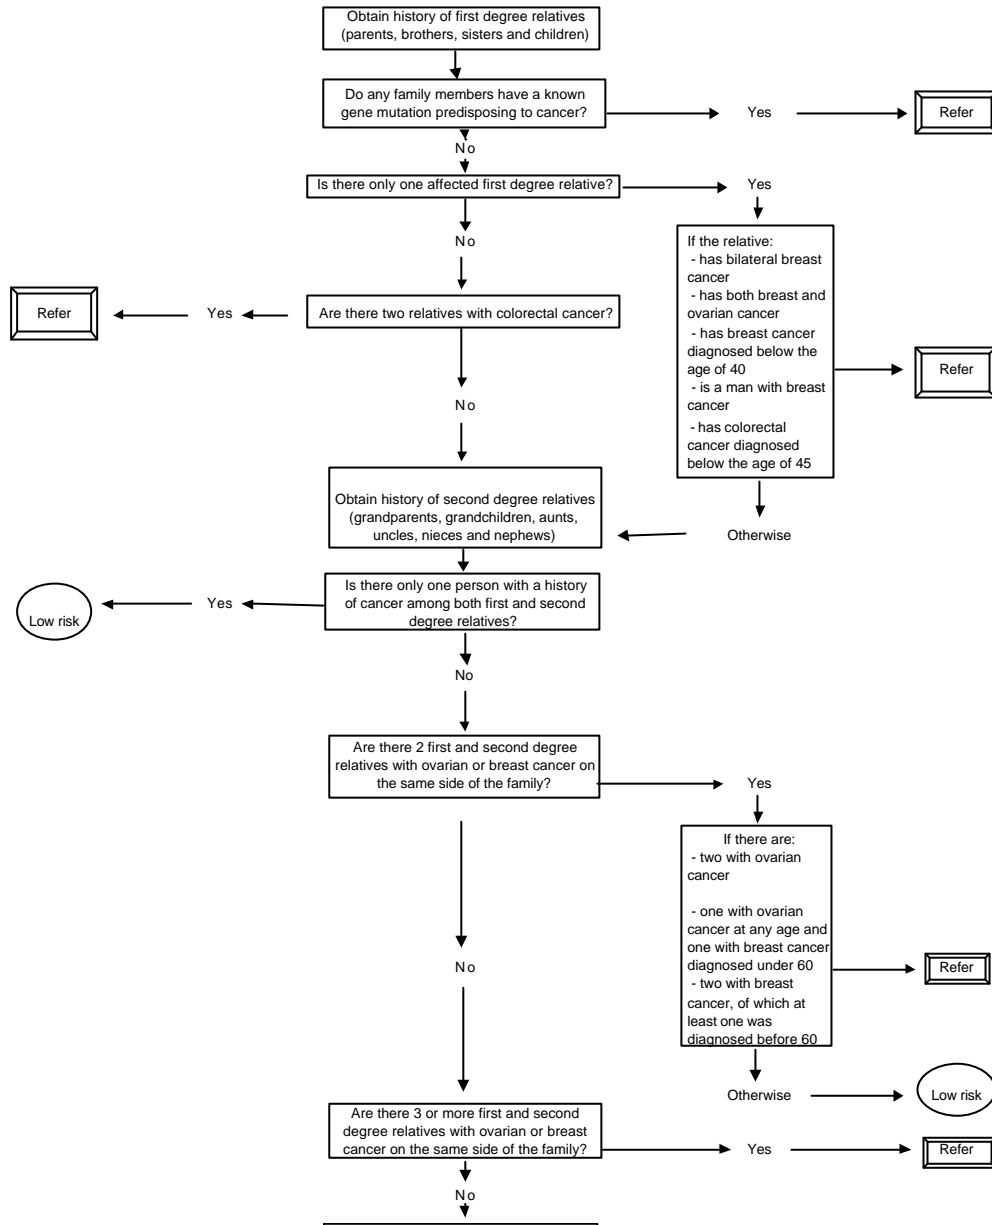 Obtain history of first degree relatives
(parents, brothers, sisters and children)
Do any family members have a known
gene mutation predisposing to cancer?
Yes
Refer
No
Is there only one affected first degree relative?
Yes
No
If the relative:
- has bilateral breast
cancer
- has both breast and
ovarian cancer
- has breast cancer
diagnosed below the
age of 40
- is a man with breast
cancer
- has colorectal
cancer diagnosed
below the age of 45
Refer
Refer
Yes
Are there two relatives with colorectal cancer?
No
Obtain history of second degree relatives
(grandparents, grandchildren, aunts,
uncles, nieces and nephews)
Otherwise
Low risk
Yes
Is there only one person with a history
of cancer among both first and second
degree relatives?
No
Are there 2 first and second degree
relatives with ovarian or breast cancer on
the same side of the family?
Yes
If there are:
- two with ovarian
cancer
- one with ovarian
cancer at any age and
one with breast cancer
diagnosed under 60
- two with breast
cancer, of which at
least one was
diagnosed before 60
Refer
No
Otherwise
Low risk
Are there 3 or more first and second
degree relatives with ovarian or breast
cancer on the same side of the family?
Yes
Refer
No